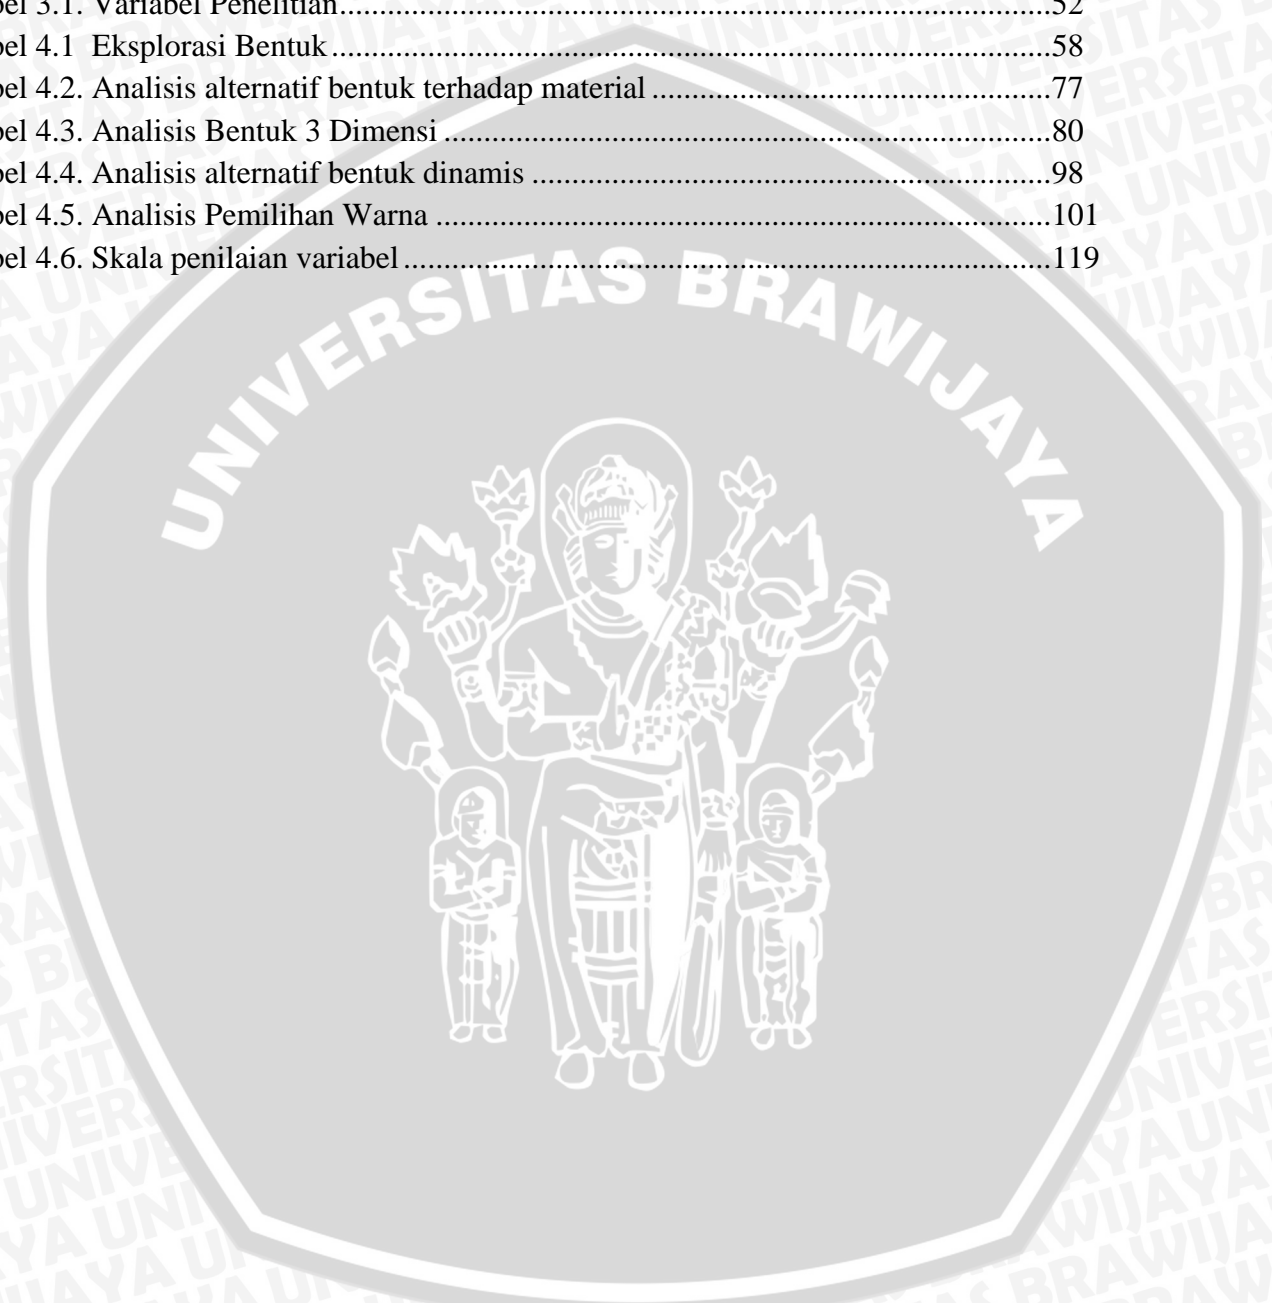 bel 3.1. Variabel Penelitian.........................................................................................52
bel 4.1  Eksplorasi Bentuk..........................................................................................58
bel 4.2. Analisis alternatif bentuk terhadap material..................................................77
bel 4.3. Analisis Bentuk 3 Dimensi............................................................................80
bel 4.4. Analisis alternatif bentuk dinamis.................................................................98
bel 4.5. Analisis Pemilihan Warna.............................................................................101
bel 4.6. Skala penilaian variabel.................................................................................119
UNIVERSITAS BRAWIJAYA